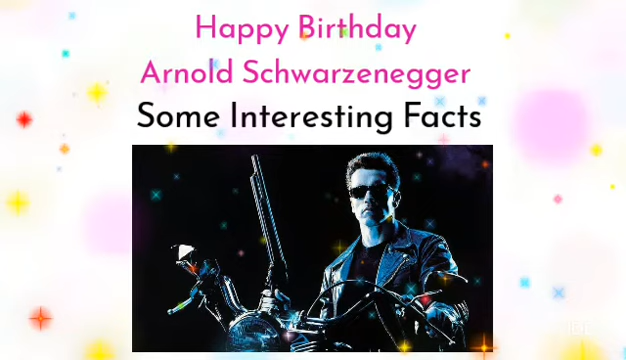 Happy Birthday
Arnold Schwarzenegger
Some Interesting Facts